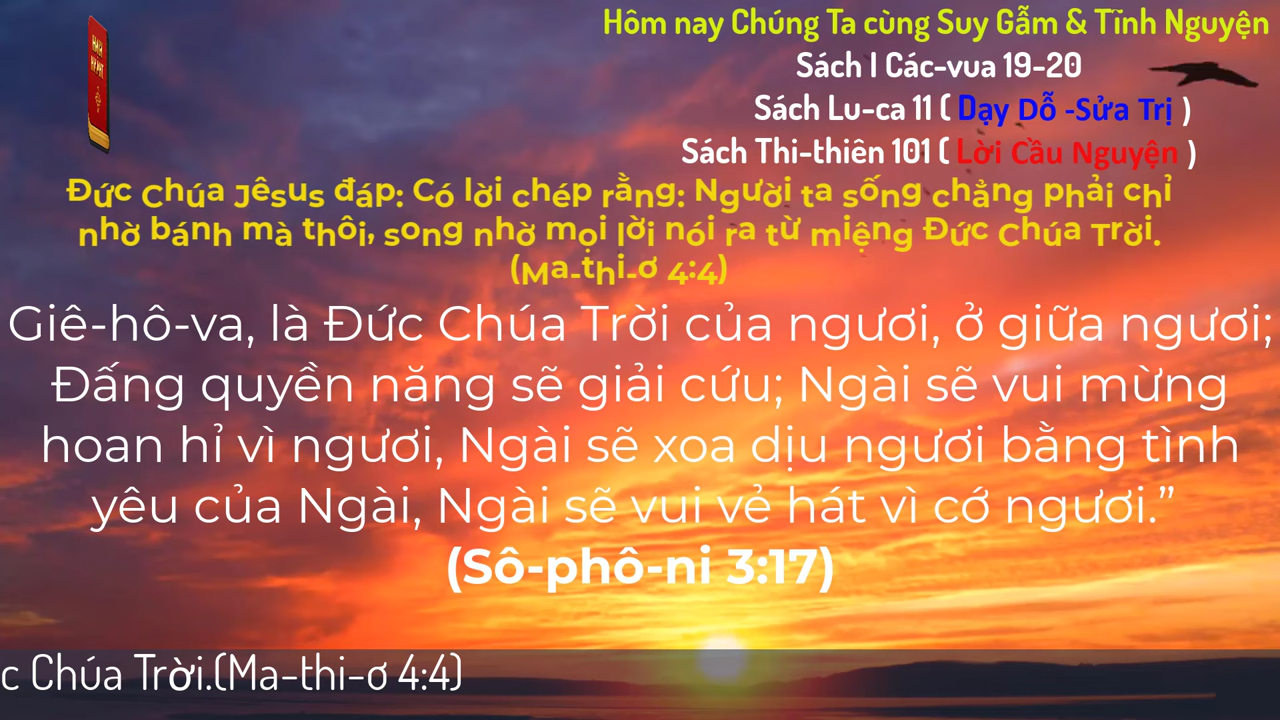 Hôm nay Chúng Ta cùng Suy Gẫm & Tĩnh Nguyện
Sách I Các-vua 19-20
Sách Lu-ca 11 ( Dạy Dỗ -Sửa Trị )
Sách Thi-thiên 101 ( Lời Cầu Nguyện )
Đức Chúa Jêsus đáp: Có lời chép rằng: Người ta sống chẳng phải chỉ
nhờ bánh mà thôi, song nhờ mọi lời nói ra từ miệng Đức Chúa Trời.
(Ma-thi-ơ 4:4)
Giê-hô-va, là Đức Chúa Trời của ngươi, ở giữa ngươi;
Đấng quyền năng sẽ giải cứu; Ngài sẽ vui mừng
hoan hỉ vì ngươi, Ngài sẽ xoa dịu ngươi bằng tình
yêu của Ngài, Ngài sẽ vui vẻ hát vì cớ ngươi.”
(Sô-phô-ni 3:17)
c Chúa Trời.(Ma-thi-ơ 4:4)